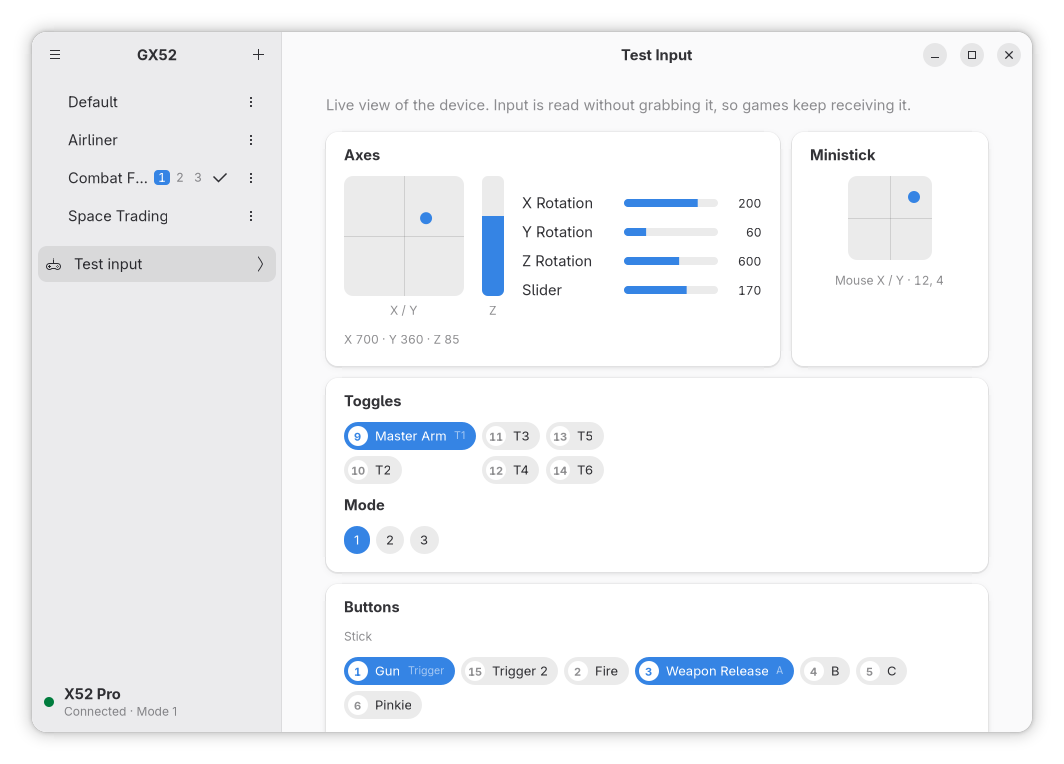 GX52
Default
Airliner
Combat F... 1 2 3
Space Trading
Test input
X52 Pro
Connected · Mode 1
Test Input
Live view of the device. Input is read without grabbing it, so games keep receiving it.
Axes
X / Y
Z
X Rotation 200
Y Rotation 60
Z Rotation 600
Slider 170
X 700 · Y 360 · Z 85
Ministick
Mouse X / Y · 12, 4
Toggles
9 Master Arm T1 11 T3 13 T5
10 T2 12 T4 14 T6
Mode
1 2 3
Buttons
Stick
1 Gun Trigger 15 Trigger 2 2 Fire 3 Weapon Release A 4 B 5 C
6 Pinkie